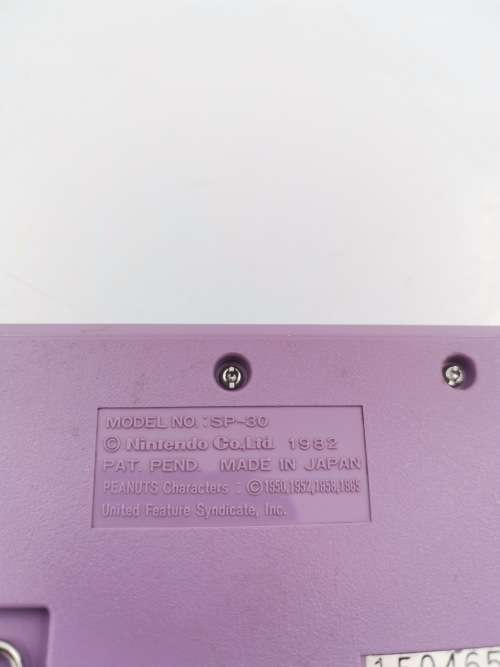 MODEL NO.:SP-30
© Nintendo Co., Ltd. 1982
PAT. PEND. MADE IN JAPAN
PEANUTS Characters : © 1950, 1952, 1958, 1965
United Feature Syndicate, Inc.
150465